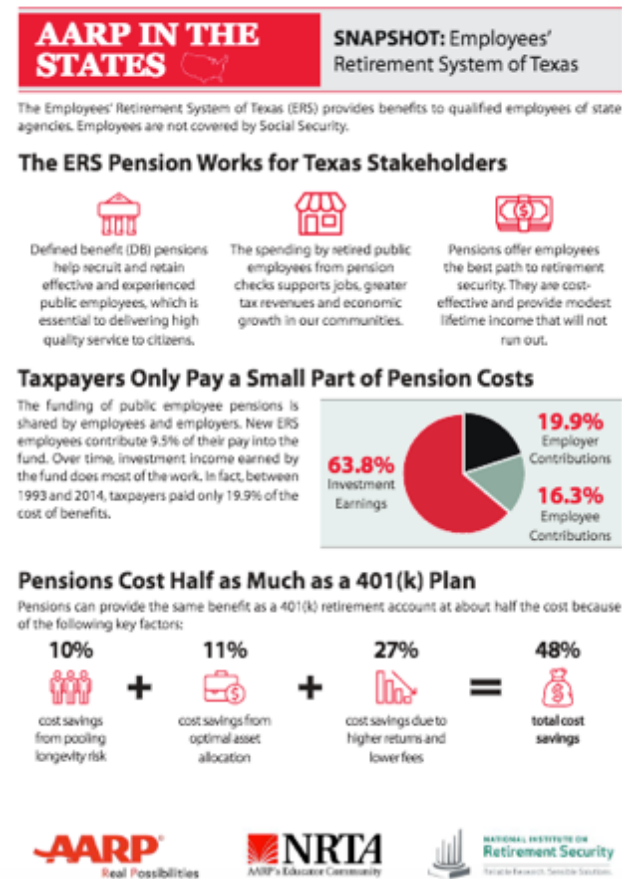 AARP IN THE
STATES
SNAPSHOT: Employees'
Retirement System of Texas
The Employees' Retirement System of Texas (ERS) provides benefits to qualified employees of state
agencies. Employees are not covered by Social Security.
The ERS Pension Works for Texas Stakeholders
Defined benefit (DB) pensions
help recruit and retain
effective and experienced
public employees, which is
essential to delivering high
quality service to citizens.
The spending by retired public
employees from pension
checks supports jobs, greater
tax revenues and economic
growth in our communities.
Pensions offer employees
the best path to retirement
security. They are cost-
effective and provide modest
lifetime income that will not
run out.
Taxpayers Only Pay a Small Part of Pension Costs
The funding of public employee pensions is
shared by employees and employers. New ERS
employees contribute 9.5% of their pay into the
fund. Over time, investment income earned by
the fund does most of the work. In fact, between
1993 and 2014, taxpayers paid only 19.9% of the
cost of benefits.
63.8%
Investment
Earnings
19.9%
Employer
Contributions
16.3%
Employee
Contributions
Pensions Cost Half as Much as a 401(k) Plan
Pensions can provide the same benefit as a 401(k) retirement account at about half the cost because
of the following key factors:
10%
cost savings
from pooling
longevity risk
+
11%
cost savings from
optimal asset
allocation
+
27%
cost savings due to
higher returns and
lower fees
=
48%
total cost
savings
AARP
Real Possibilities
NRTA
AARP's Educator Community
NATIONAL INSTITUTE ON
Retirement Security
Reliable Research. Sensible Solutions.